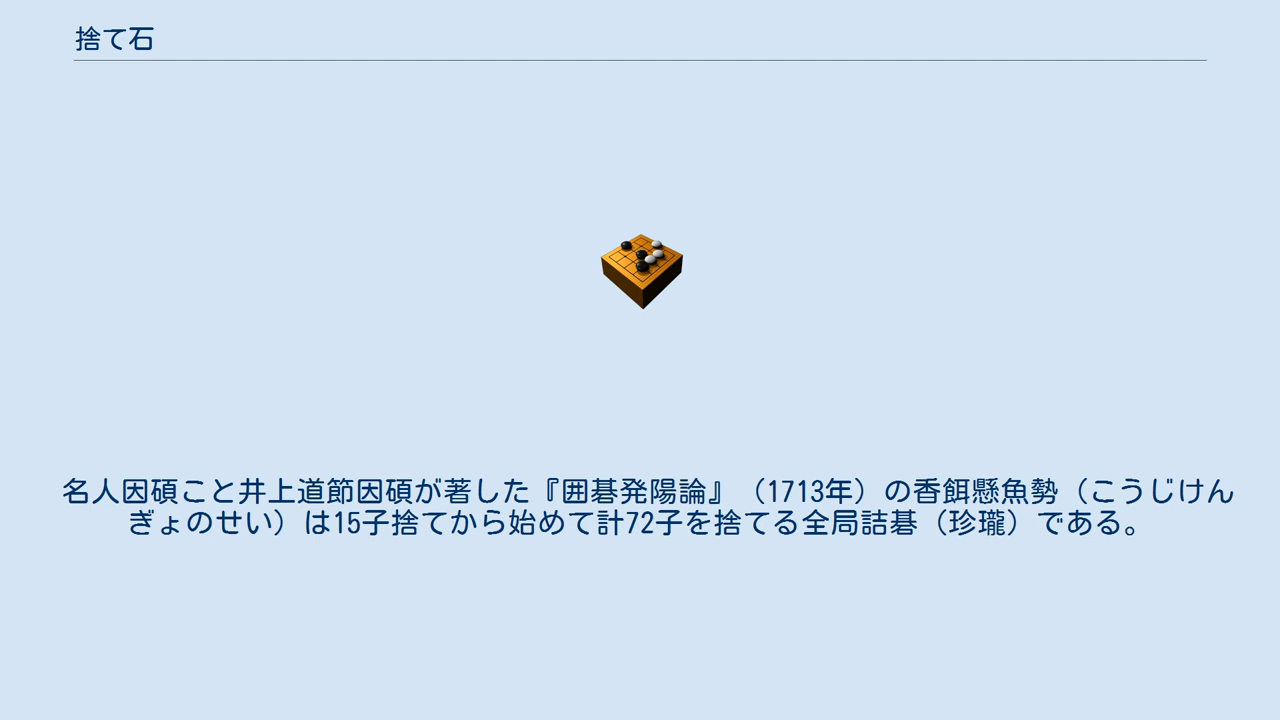 捨て石
名人因碩こと井上道節因碩が著した『囲碁発陽論』（1713年）の香餌懸魚勢（こうじけん
ぎょのせい）は15子捨てから始めて計72子を捨てる全局詰碁（珍瓏）である。